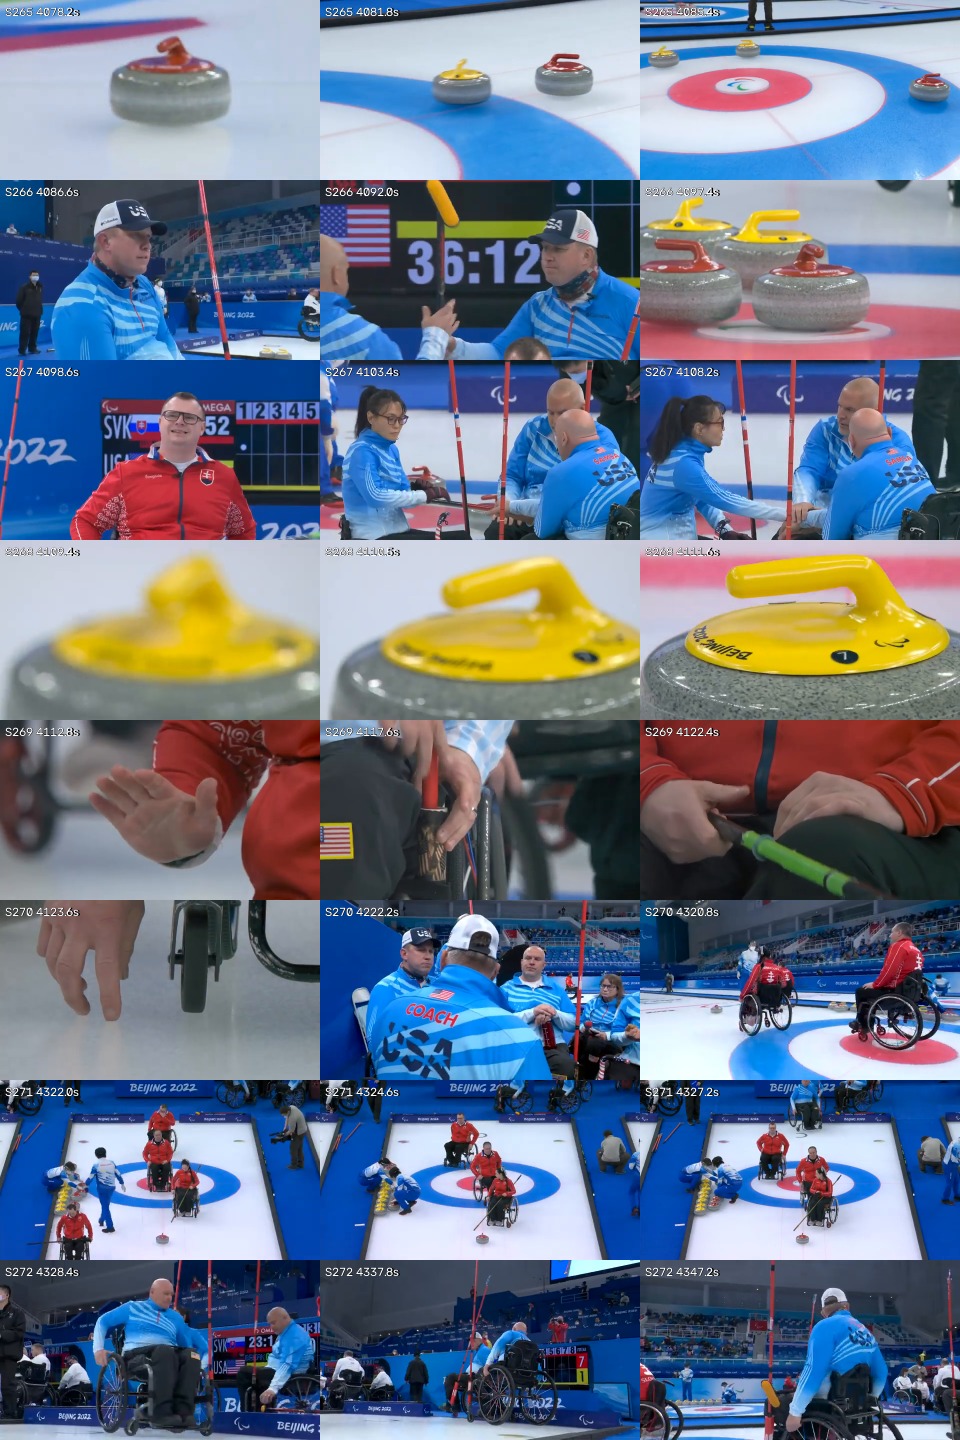 S265 4078.2s
S265 4081.8s
S265 4085.4s
S266 4086.6s
USA
BEIJING 2022
S266 4092.0s
36:12
S266 4097.4s
S267 4098.6s
2022
SVK
52
OMEGA
1 2 3 4 5
S267 4103.4s
USA
S267 4108.2s
USA
S268 4109.4s
S268 4110.5s
S268 4111.6s
BEIJING 2022
S269 4112.8s
S269 4117.6s
S269 4122.4s
S270 4123.6s
S270 4222.2s
USA
COACH
USA
S270 4320.8s
S271 4322.0s
BEIJING 2022
S271 4324.6s
BEIJING 2022
S271 4327.2s
S272 4328.4s
SVK
23:1
USA
BEIJING 2022
BEIJING
S272 4337.8s
7
1
S272 4347.2s
USA